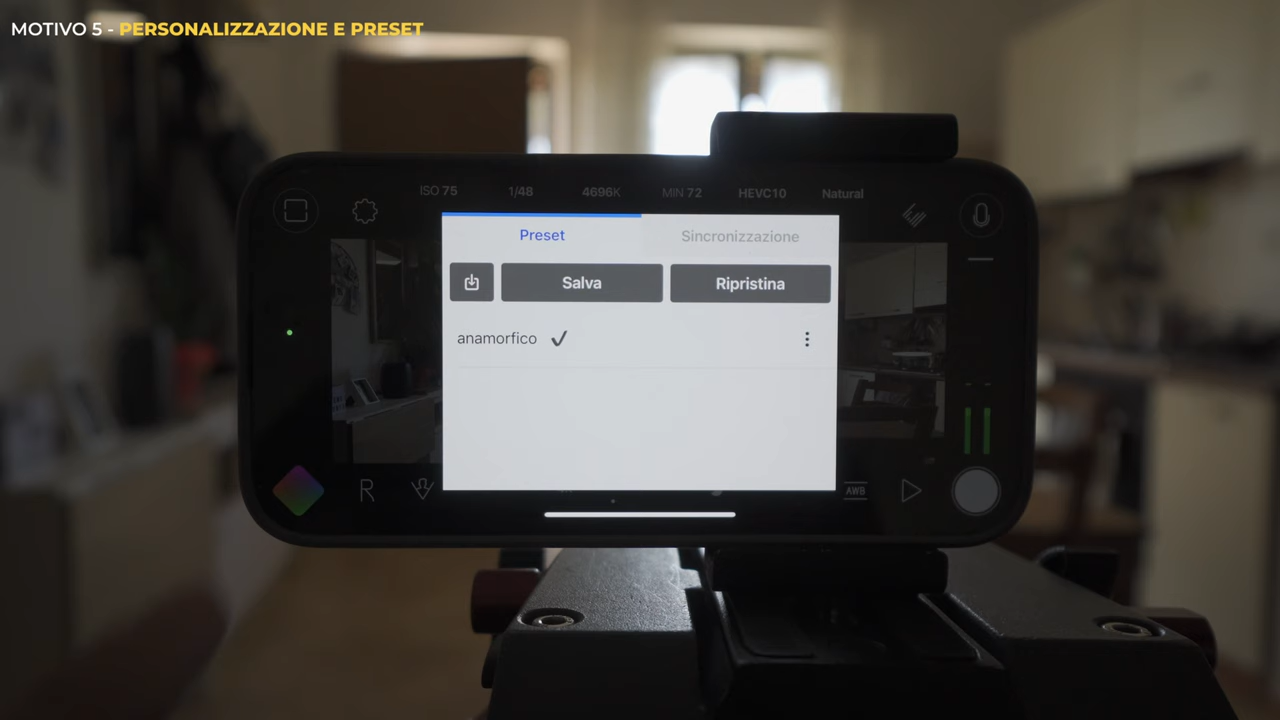 MOTIVO 5 - PERSONALIZZAZIONE E PRESET
ISO 75 1/48 4696K MIN 72 HEVC10 Natural
Preset Sincronizzazione
Salva Ripristina
anamorfico
R AWB